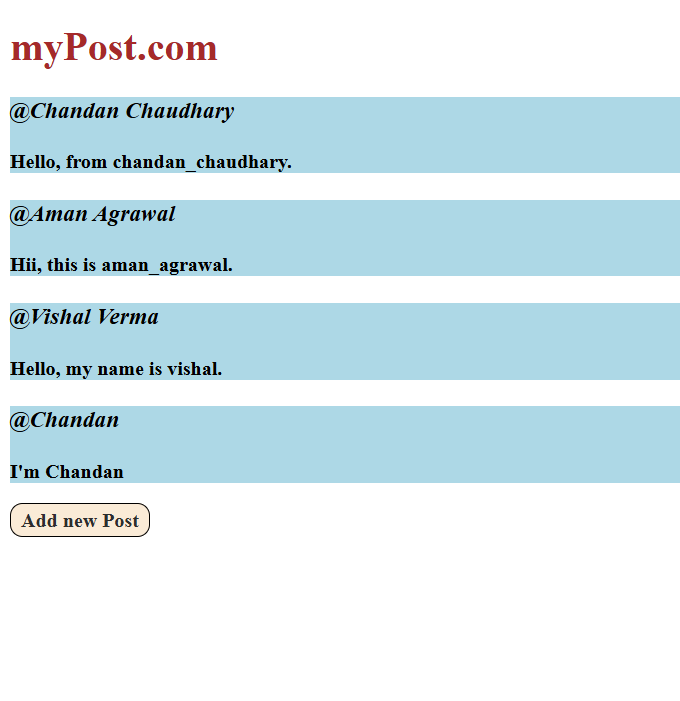 myPost.com
@Chandan Chaudhary
Hello, from chandan_chaudhary.
@Aman Agrawal
Hii, this is aman_agrawal.
@Vishal Verma
Hello, my name is vishal.
@Chandan
I'm Chandan
Add new Post